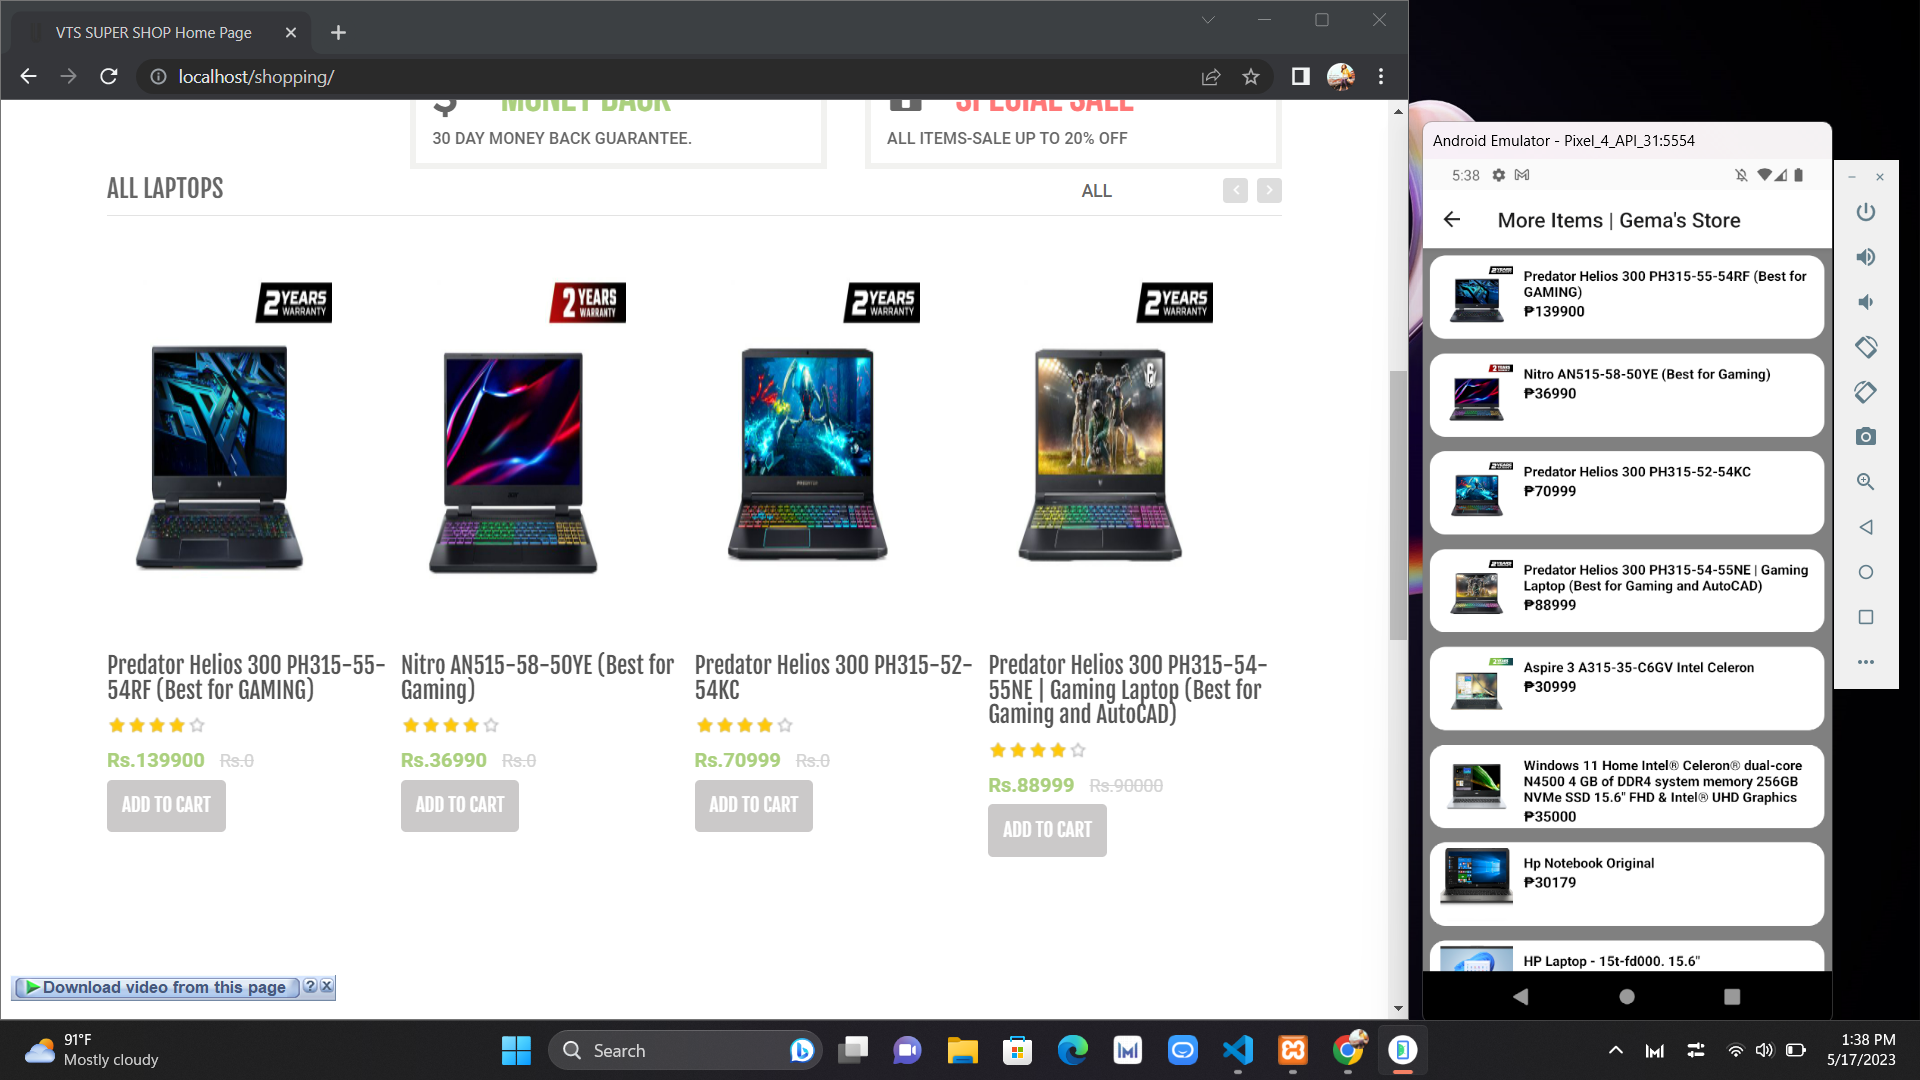 VTS SUPER SHOP Home Page
localhost/shopping/
MONEY BACK
SPECIAL SALE
30 DAY MONEY BACK GUARANTEE.
ALL ITEMS-SALE UP TO 20% OFF
ALL LAPTOPS
ALL
2 YEARS WARRANTY
2 YEARS WARRANTY
2 YEARS WARRANTY
2 YEARS WARRANTY
Predator Helios 300 PH315-55-
54RF (Best for GAMING)
Rs.139900 Rs.0
ADD TO CART
Nitro AN515-58-50YE (Best for
Gaming)
Rs.36990 Rs.0
ADD TO CART
Predator Helios 300 PH315-52-
54KC
Rs.70999 Rs.0
ADD TO CART
Predator Helios 300 PH315-54-
55NE | Gaming Laptop (Best for
Gaming and AutoCAD)
Rs.88999 Rs.90000
ADD TO CART
Download video from this page
Android Emulator - Pixel_4_API_31:5554
5:38
More Items | Gema's Store
Predator Helios 300 PH315-55-54RF (Best for
GAMING)
₱139900
Nitro AN515-58-50YE (Best for Gaming)
₱36990
Predator Helios 300 PH315-52-54KC
₱70999
Predator Helios 300 PH315-54-55NE | Gaming
Laptop (Best for Gaming and AutoCAD)
₱88999
Aspire 3 A315-35-C6GV Intel Celeron
₱30999
Windows 11 Home Intel® Celeron® dual-core
N4500 4 GB of DDR4 system memory 256GB
NVMe SSD 15.6" FHD & Intel® UHD Graphics
₱35000
Hp Notebook Original
₱30179
HP Laptop - 15t-fd000. 15.6"
91°F
Mostly cloudy
Search
1:38 PM
5/17/2023